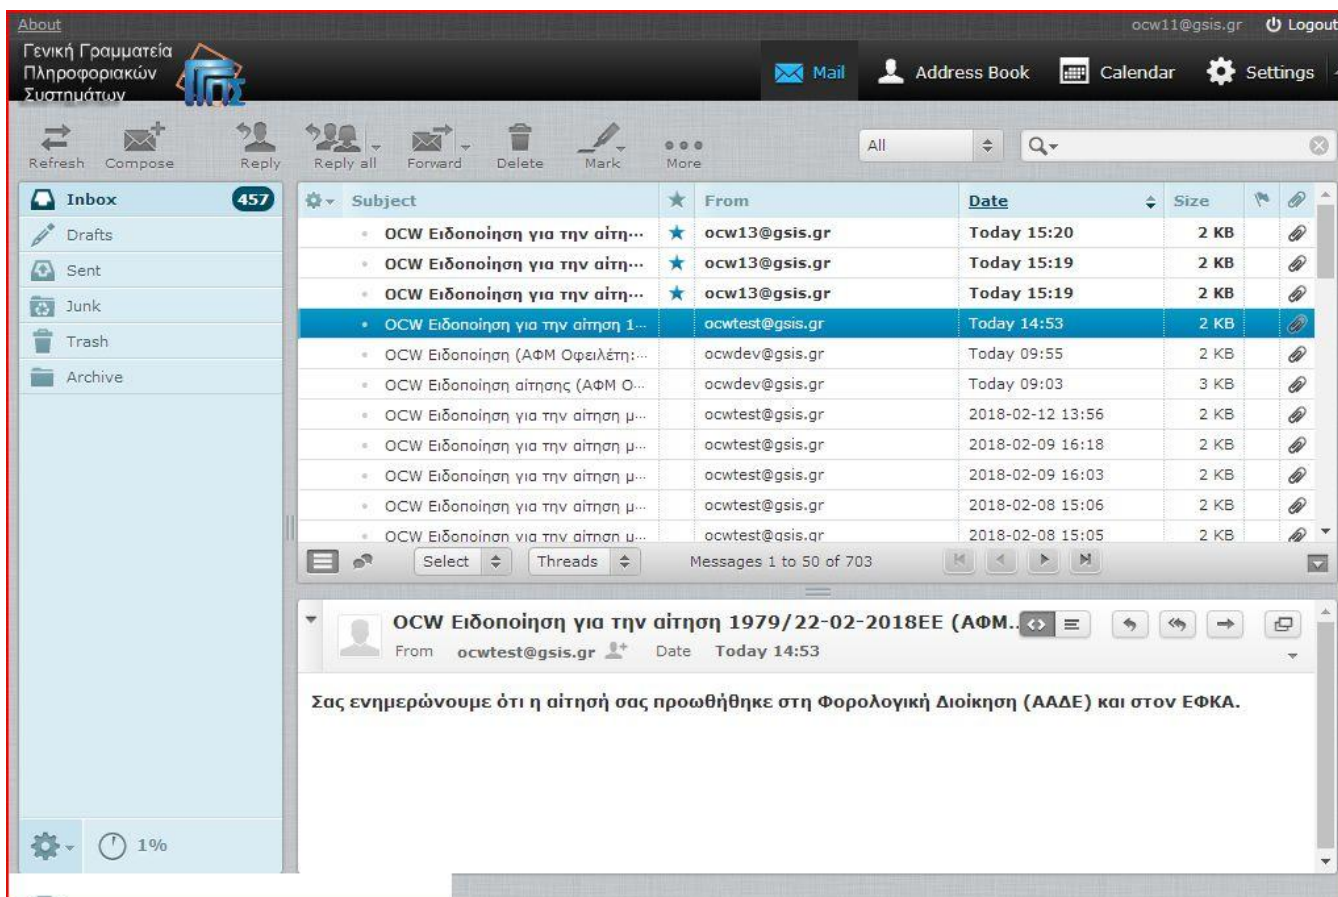 About ocw11@gsis.gr Logout
Γενική Γραμματεία
Πληροφοριακών
Συστημάτων
Mail Address Book Calendar Settings
Refresh Compose Reply Reply all Forward Delete Mark More All
Inbox 457
Drafts
Sent
Junk
Trash
Archive
Subject From Date Size
OCW Ειδοποίηση για την αίτη... ocw13@gsis.gr Today 15:20 2 KB
OCW Ειδοποίηση για την αίτη... ocw13@gsis.gr Today 15:19 2 KB
OCW Ειδοποίηση για την αίτη... ocw13@gsis.gr Today 15:19 2 KB
OCW Ειδοποίηση για την αίτηση 1... ocwtest@gsis.gr Today 14:53 2 KB
OCW Ειδοποίηση (ΑΦΜ Οφειλέτη:... ocwdev@gsis.gr Today 09:55 2 KB
OCW Ειδοποίηση αίτησης (ΑΦΜ Ο... ocwdev@gsis.gr Today 09:03 3 KB
OCW Ειδοποίηση για την αίτηση μ... ocwtest@gsis.gr 2018-02-12 13:56 2 KB
OCW Ειδοποίηση για την αίτηση μ... ocwtest@gsis.gr 2018-02-09 16:18 2 KB
OCW Ειδοποίηση για την αίτηση μ... ocwtest@gsis.gr 2018-02-09 16:03 2 KB
OCW Ειδοποίηση για την αίτηση μ... ocwtest@gsis.gr 2018-02-08 15:06 2 KB
OCW Ειδοποίηση για την αίτηση μ... ocwtest@gsis.gr 2018-02-08 15:05 2 KB
Select Threads Messages 1 to 50 of 703
OCW Ειδοποίηση για την αίτηση 1979/22-02-2018ΕΕ (ΑΦΜ..
From ocwtest@gsis.gr Date Today 14:53
Σας ενημερώνουμε ότι η αίτησή σας προωθήθηκε στη Φορολογική Διοίκηση (ΑΑΔΕ) και στον ΕΦΚΑ.
1%